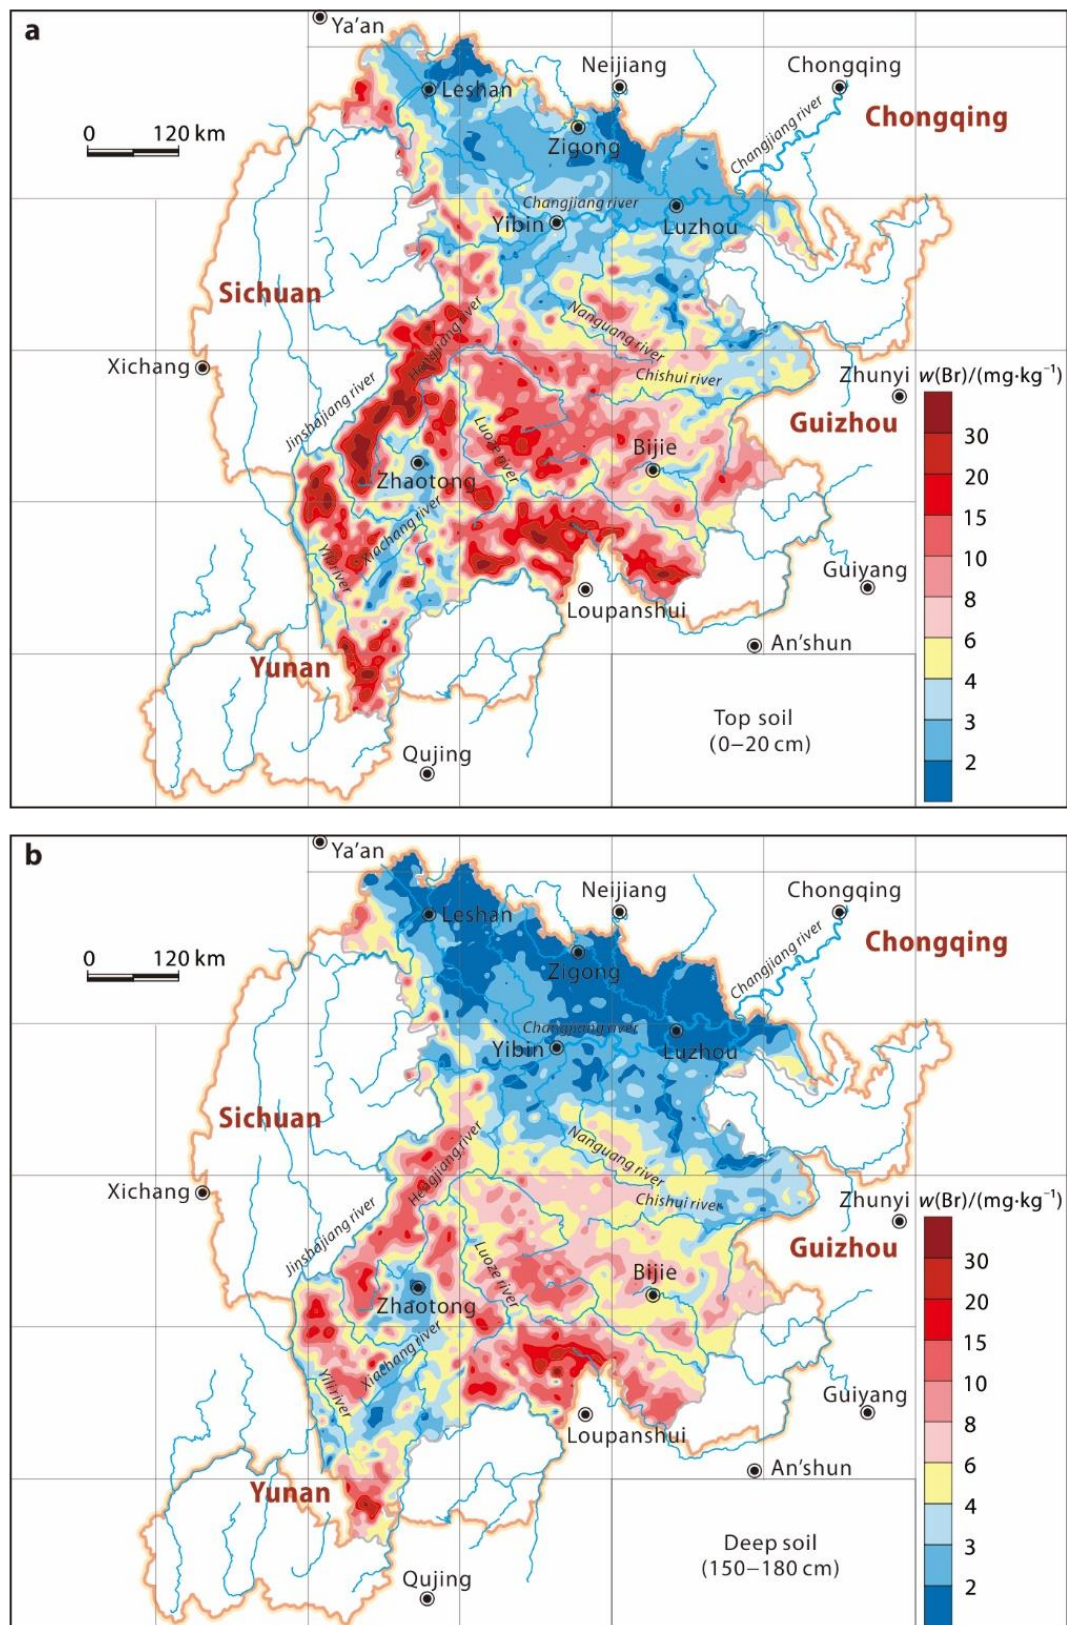 a
Ya'an
Neijiang
Chongqing
Leshan
Chongqing
0 120 km
Zigong
Changjiang river
Changjiang river
Yibin
Luzhou
Sichuan
Hengjiang river
Nanguang river
Xichang
Chishui river
Zhunyi
w(Br)/(mg·kg⁻¹)
Jinshajiang river
Guizhou
Luoze river
Bijie
30
Zhaotong
20
Xiachang river
15
Yili river
10
Guiyang
8
Loupanshui
6
An'shun
Yunan
4
Top soil
(0–20 cm)
3
Qujing
2
b
Ya'an
Neijiang
Chongqing
Leshan
Chongqing
0 120 km
Zigong
Changjiang river
Changjiang river
Yibin
Luzhou
Sichuan
Hengjiang river
Nanguang river
Xichang
Chishui river
Zhunyi
w(Br)/(mg·kg⁻¹)
Jinshajiang river
Guizhou
Luoze river
Bijie
30
Zhaotong
20
Xiachang river
15
Yili river
10
Guiyang
8
Loupanshui
6
An'shun
Yunan
4
Deep soil
(150–180 cm)
3
Qujing
2